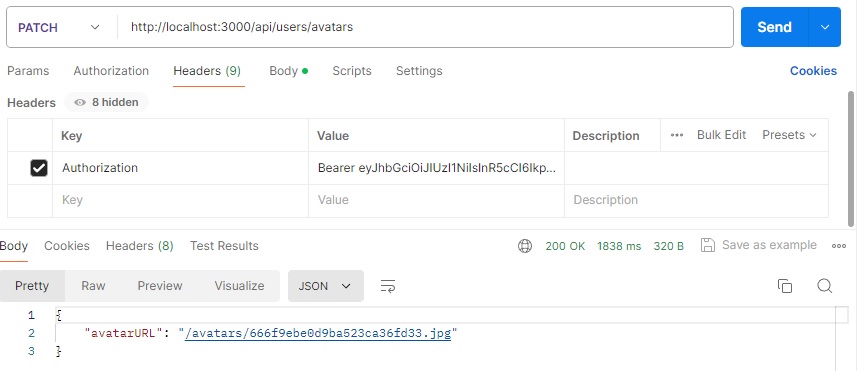 PATCH http://localhost:3000/api/users/avatars Send
Params Authorization Headers (9) Body Scripts Settings Cookies
Headers 8 hidden
Key Value Description ••• Bulk Edit Presets
Authorization Bearer eyJhbGciOiJIUzI1NiIsInR5cCI6Ikp...
Key Value Description
Body Cookies Headers (8) Test Results 200 OK 1838 ms 320 B Save as example
Pretty Raw Preview Visualize JSON
1 {
2 "avatarURL": "/avatars/666f9ebe0d9ba523ca36fd33.jpg"
3 }